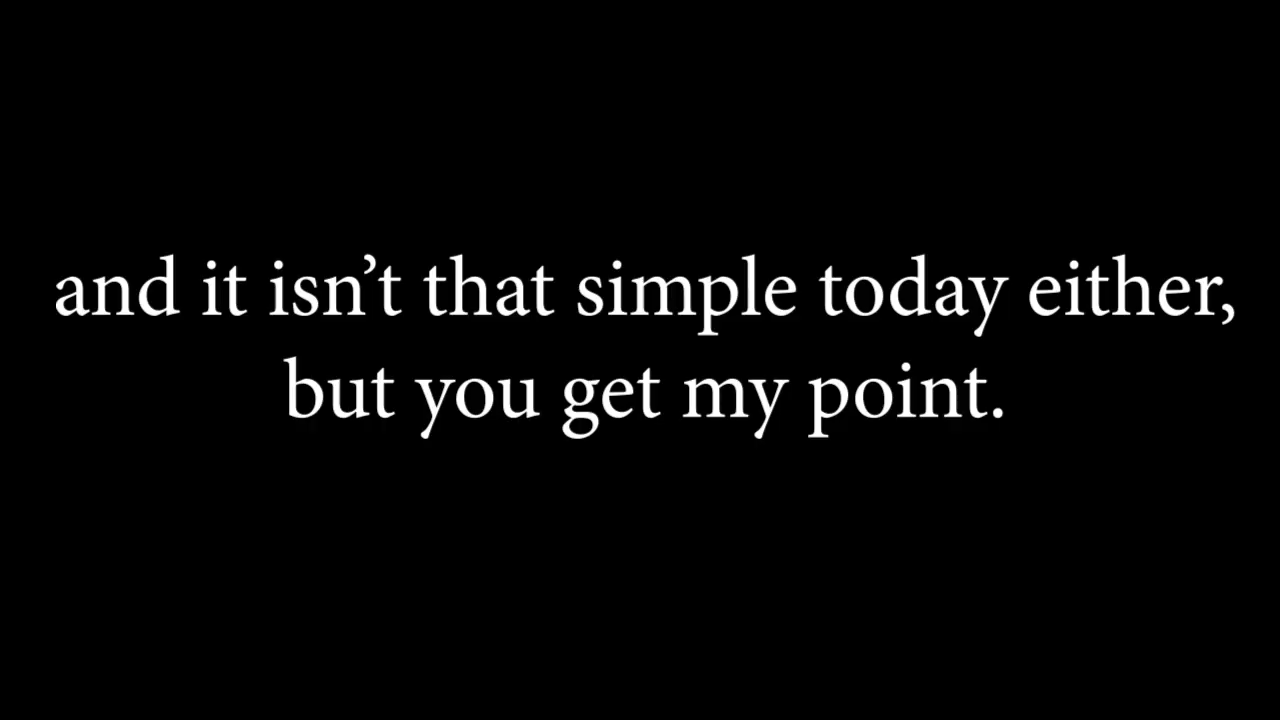 and it isn’t that simple today either,
but you get my point.